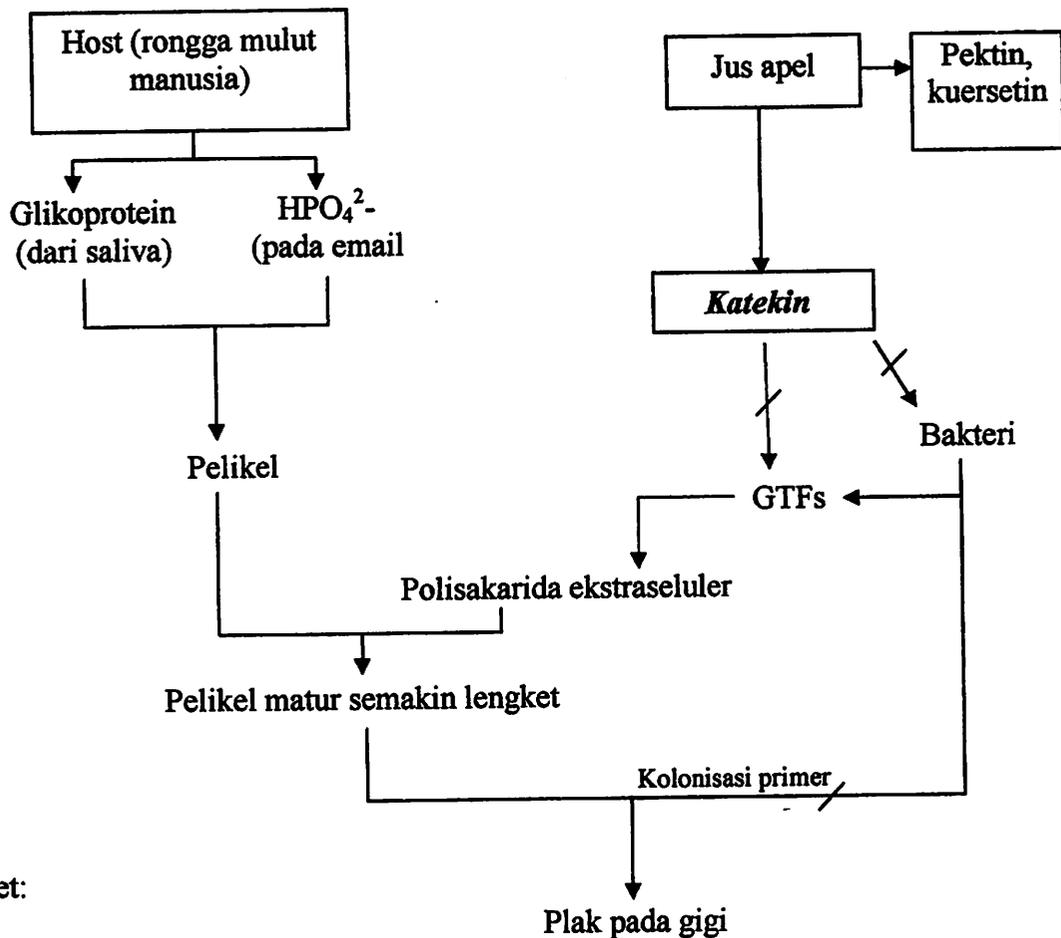 Host (rongga mulut
manusia)
Jus apel
Pektin,
kuersetin
Glikoprotein
(dari saliva)
HPO₄²-
(pada email
Katekin
Bakteri
Pelikel
GTFs
Polisakarida ekstraseluler
Pelikel matur semakin lengket
Kolonisasi primer
et:
Plak pada gigi